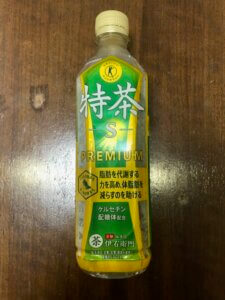 特茶
S
PREMIUM
脂肪を代謝する
力を高め、体脂肪を
減らすのを助ける
ケルセチン
配糖体配合
茶 伊右衛門